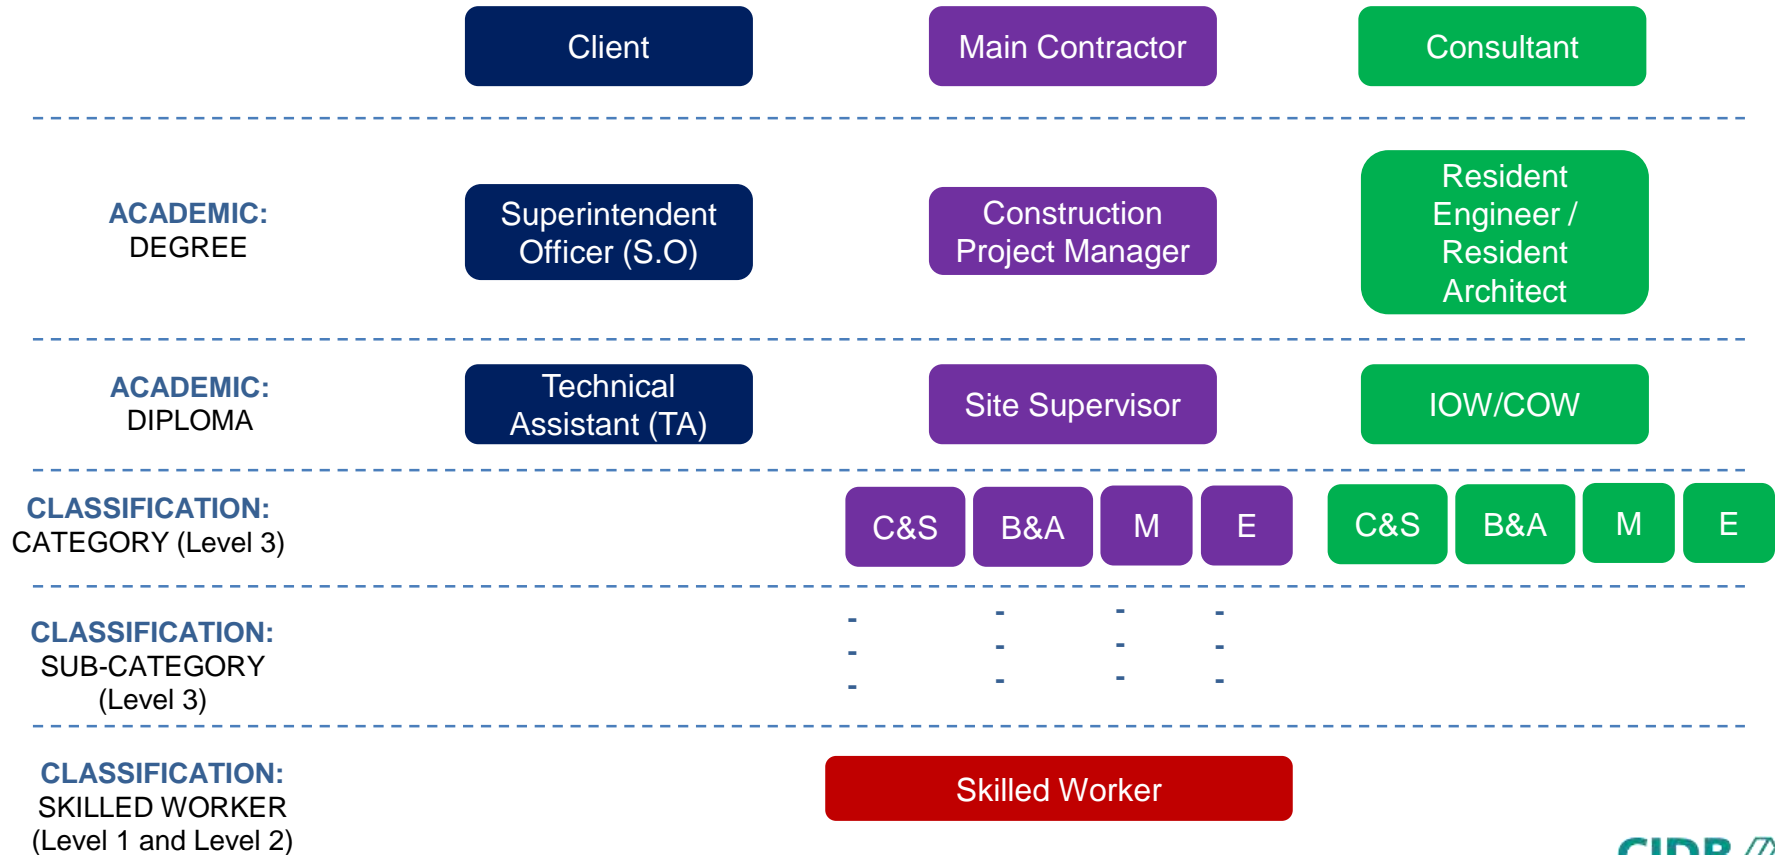 Client
Main Contractor
Consultant
ACADEMIC:
DEGREE
Superintendent
Officer (S.O)
Construction
Project Manager
Resident
Engineer /
Resident
Architect
ACADEMIC:
DIPLOMA
Technical
Assistant (TA)
Site Supervisor
IOW/COW
CLASSIFICATION:
CATEGORY (Level 3)
C&S
B&A
M
E
C&S
B&A
M
E
CLASSIFICATION:
SUB-CATEGORY
(Level 3)
- - - -
- - - -
- - - -
CLASSIFICATION:
SKILLED WORKER
(Level 1 and Level 2)
Skilled Worker
CIDB